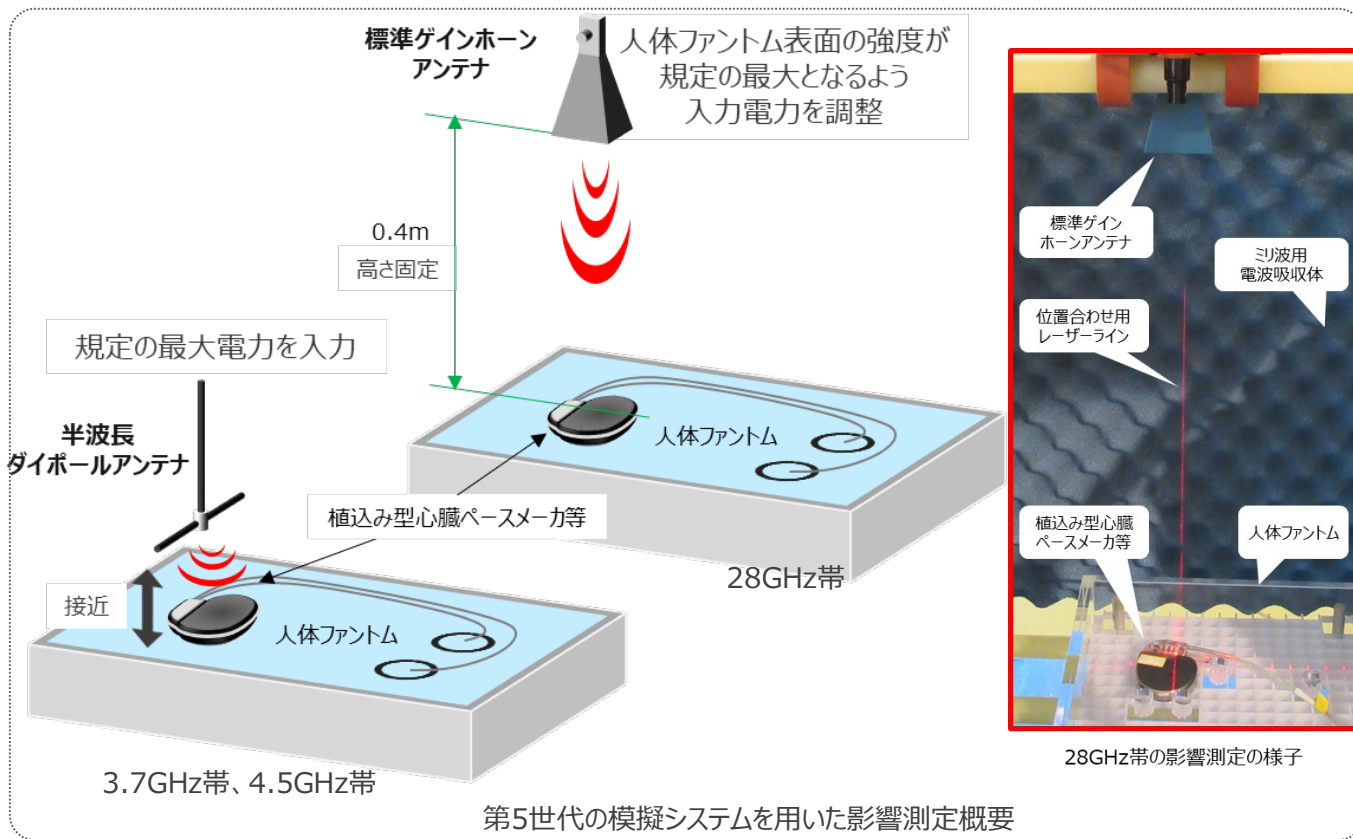 標準ゲインホーン
アンテナ
人体ファントム表面の強度が
規定の最大となるよう
入力電力を調整
0.4m
高さ固定
規定の最大電力を入力
半波長
ダイポールアンテナ
接近
植込み型心臓ペースメーカ等
人体ファントム
人体ファントム
28GHz帯
3.7GHz帯、4.5GHz帯
標準ゲイン
ホーンアンテナ
ミリ波用
電波吸収体
位置合わせ用
レーザーライン
植込み型心臓
ペースメーカ等
人体ファントム
28GHz帯の影響測定の様子
第5世代の模擬システムを用いた影響測定概要